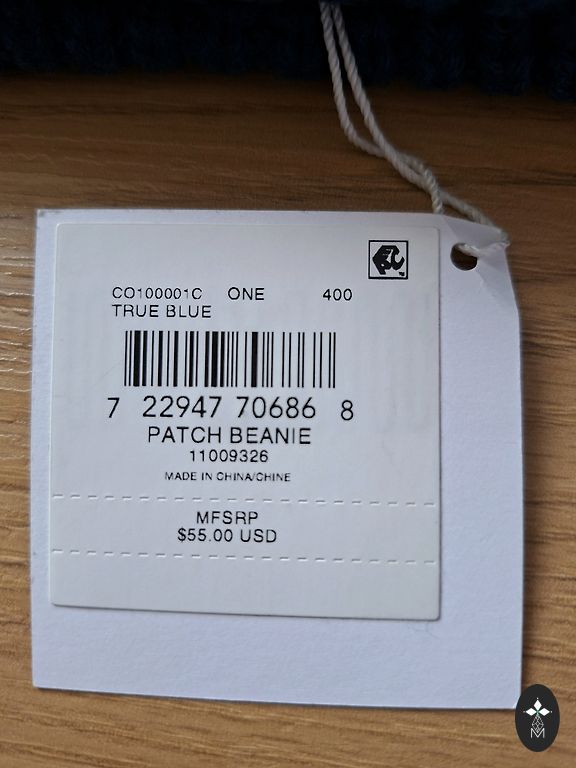 CO100001C ONE 400
TRUE BLUE
7 22947 70686 8
PATCH BEANIE
11009326
MADE IN CHINA/CHINE
MFSRP
$55.00 USD
M